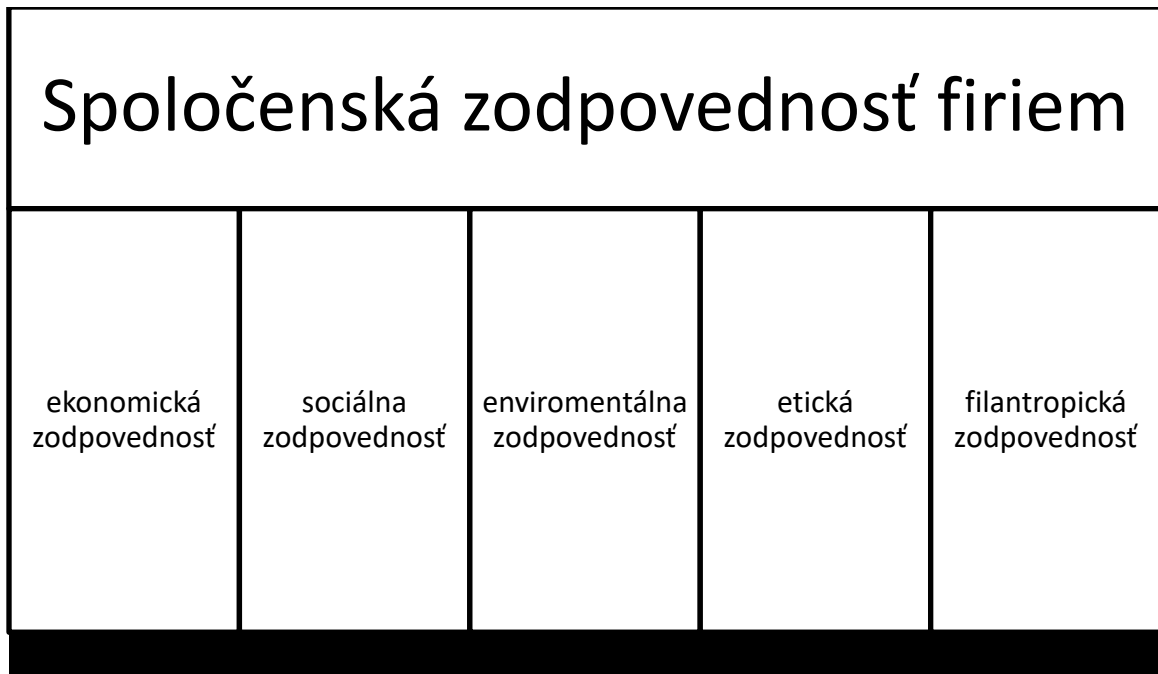 Spoločenská zodpovednosť firiem
ekonomická
zodpovednosť
sociálna
zodpovednosť
enviromentálna
zodpovednosť
etická
zodpovednosť
filantropická
zodpovednosť